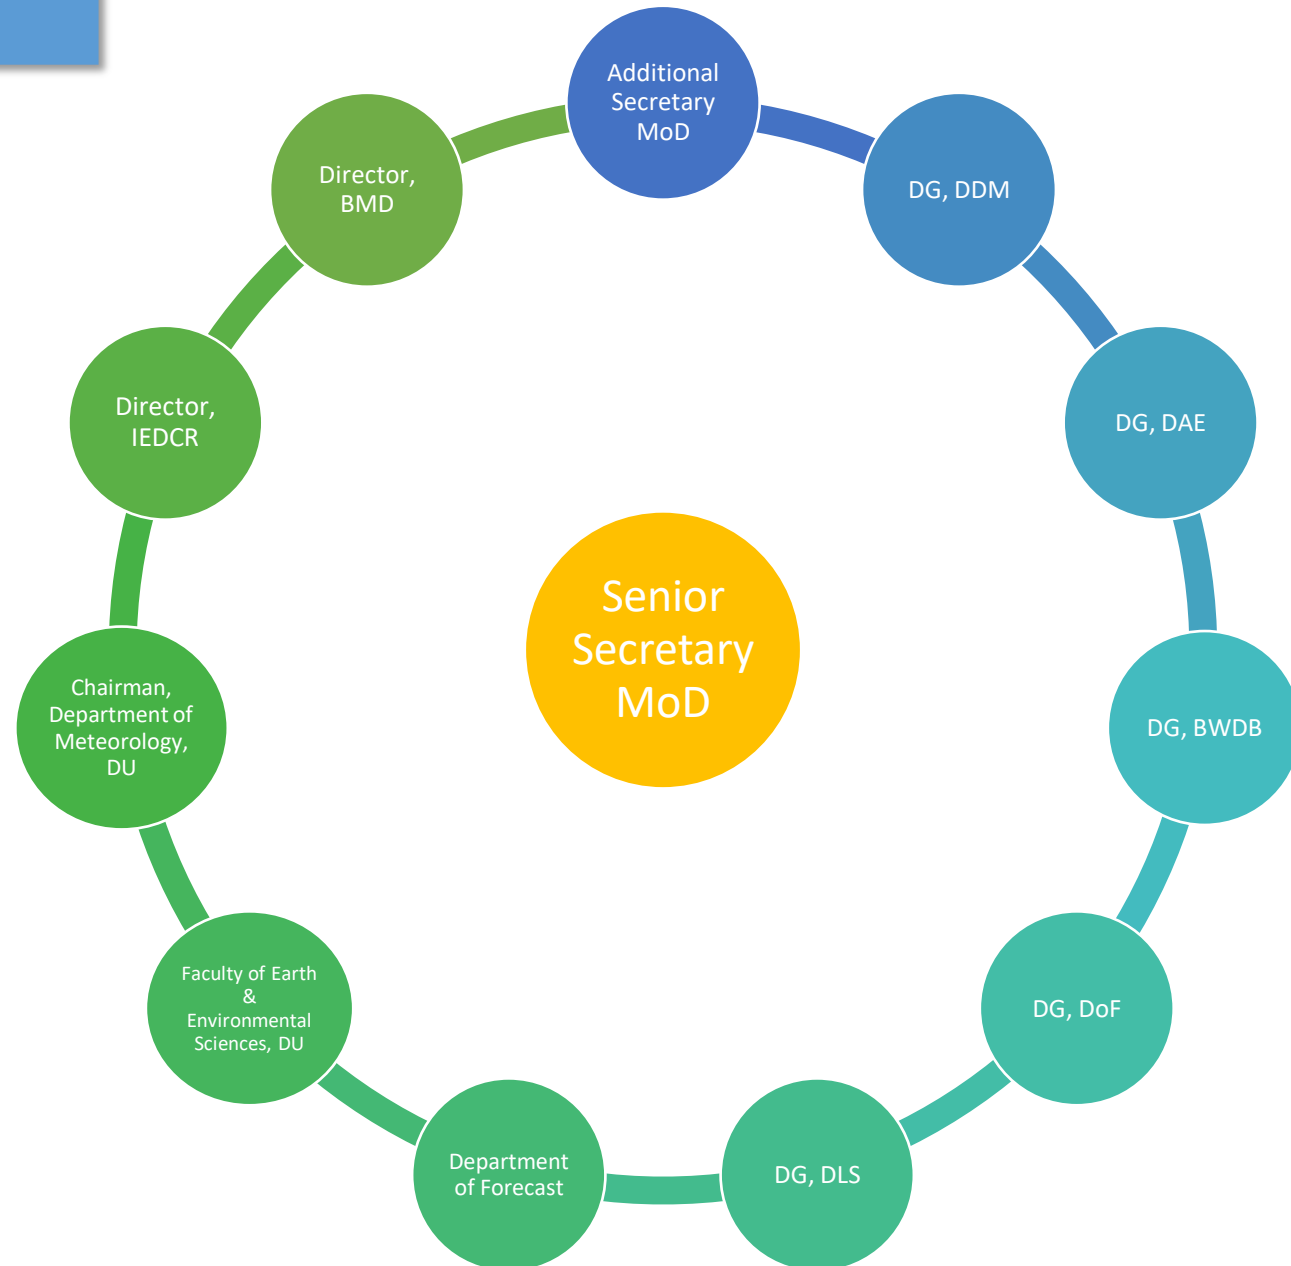 Additional
Secretary
MoD
DG, DDM
DG, DAE
DG, BWDB
DG, DoF
DG, DLS
Department
of Forecast
Faculty of Earth
&
Environmental
Sciences, DU
Chairman,
Department of
Meteorology,
DU
Director,
IEDCR
Director,
BMD
Senior
Secretary
MoD